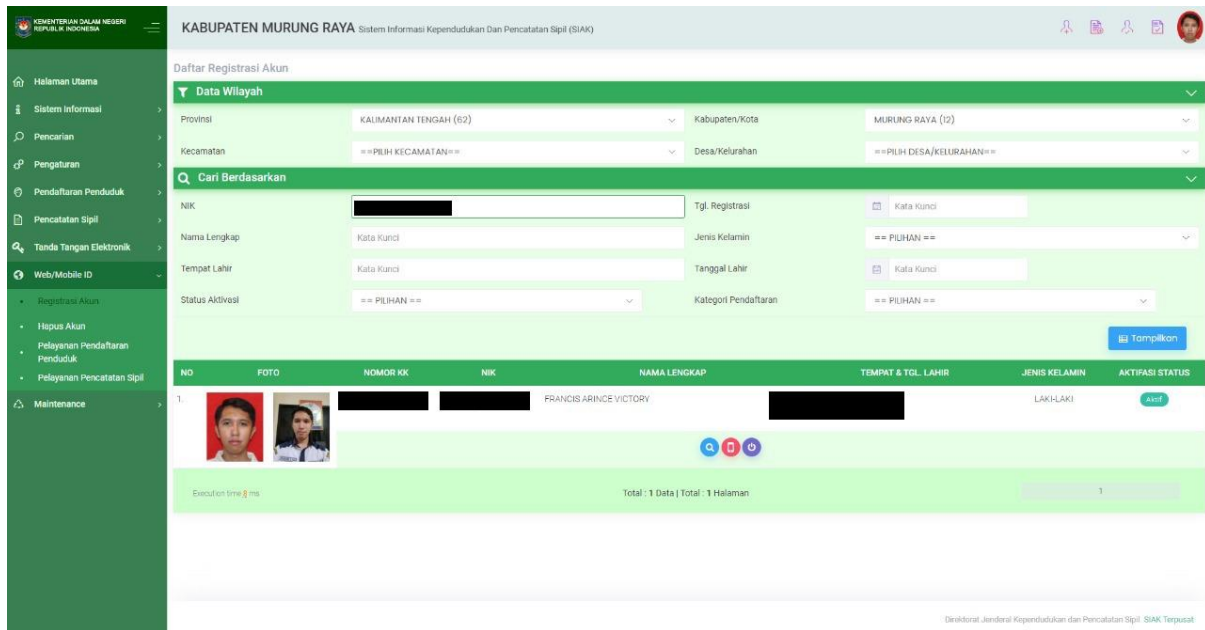 KEMENTERIAN DALAM NEGERI
REPUBLIK INDONESIA
KABUPATEN MURUNG RAYA Sistem Informasi Kependudukan Dan Pencatatan Sipil (SIAK)
Halaman Utama
Sistem Informasi
Pencarian
Pengaturan
Pendaftaran Penduduk
Pencatatan Sipil
Tanda Tangan Elektronik
Web/Mobile ID
Registrasi Akun
Hapus Akun
Pelayanan Pendaftaran
Penduduk
Pelayanan Pencatatan Sipil
Maintenance
Daftar Registrasi Akun
Data Wilayah
Provinsi KALIMANTAN TENGAH (62) Kabupaten/Kota MURUNG RAYA (12)
Kecamatan ==PILIH KECAMATAN== Desa/Kelurahan ==PILIH DESA/KELURAHAN==
Cari Berdasarkan
NIK Tgl. Registrasi Kata Kunci
Nama Lengkap Kata Kunci Jenis Kelamin == PILIHAN ==
Tempat Lahir Kata Kunci Tanggal Lahir Kata Kunci
Status Aktivasi == PILIHAN == Kategori Pendaftaran == PILIHAN ==
Tampilkan
NO FOTO NOMOR KK NIK NAMA LENGKAP TEMPAT & TGL. LAHIR JENIS KELAMIN AKTIFASI STATUS
1. FRANCIS ARINCE VICTORY LAKI-LAKI Aktif
Execution time 8 ms Total : 1 Data | Total : 1 Halaman 1
Direktorat Jenderal Kependudukan dan Pencatatan Sipil SIAK Terpusat